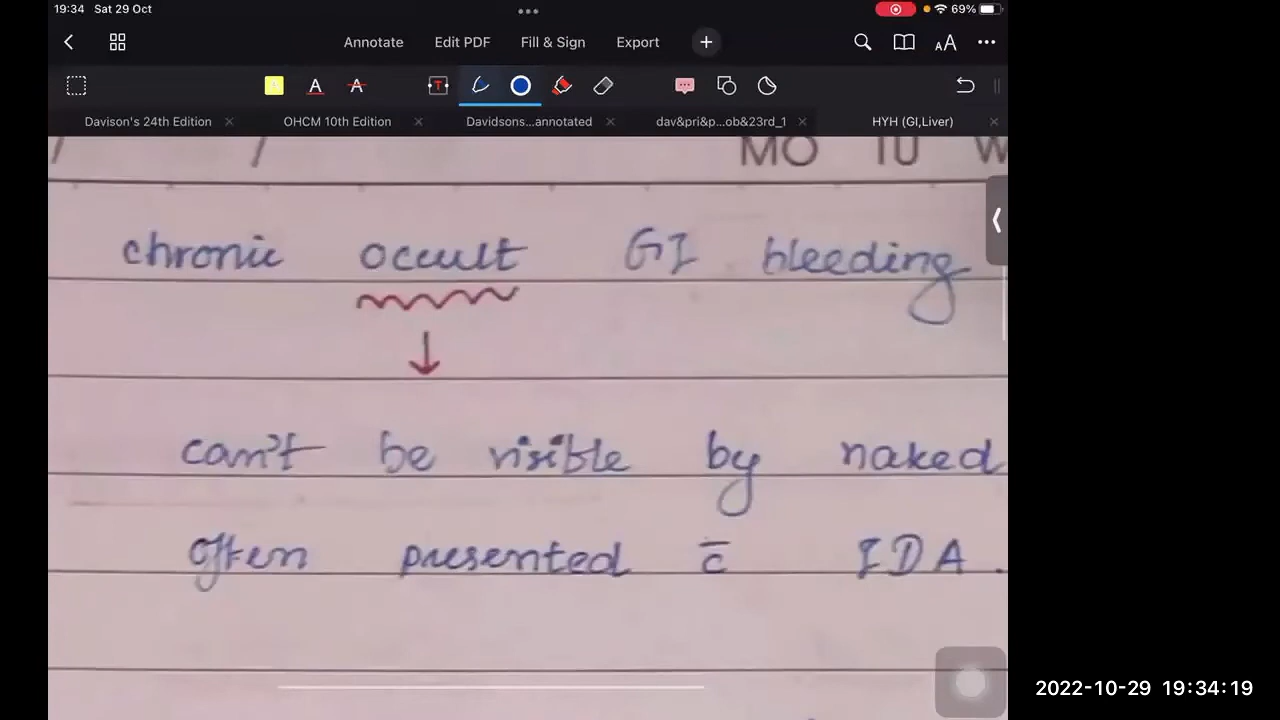 19:34 Sat 29 Oct
69%
Annotate Edit PDF Fill & Sign Export
AA
Davison's 24th Edition
OHCM 10th Edition
Davidsons...annotated
dav&pri&p...ob&23rd_1
HYH (GI,Liver)
MO TU W
chronic occult GI bleeding
↓
can't be visible by naked
often presented c̄ IDA.
2022-10-29 19:34:19